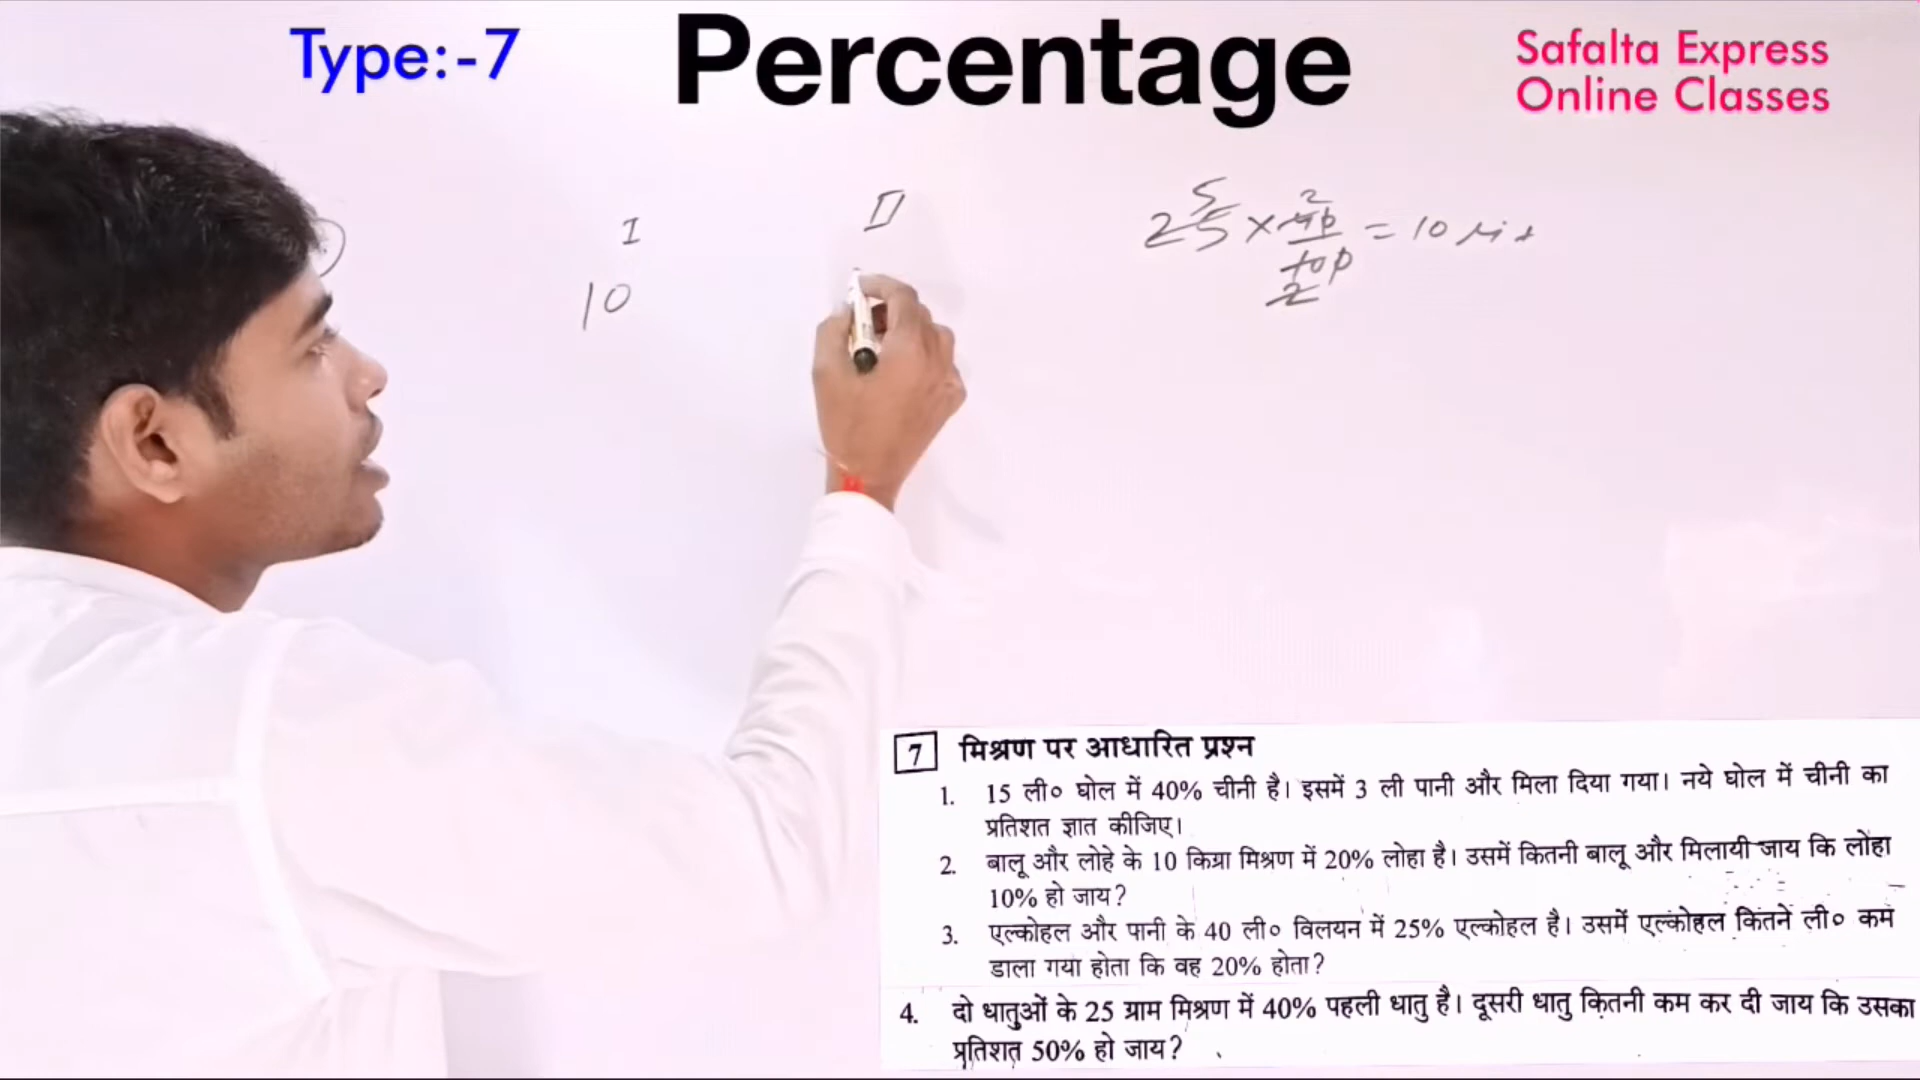 Type:-7
Percentage
Safalta Express
Online Classes
I
II
10
25 5 × 40 2 / 100 2 = 10
7 मिश्रण पर आधारित प्रश्न
1. 15 ली० घोल में 40% चीनी है। इसमें 3 ली पानी और मिला दिया गया। नये घोल में चीनी का
प्रतिशत ज्ञात कीजिए।
2. बालू और लोहे के 10 किग्रा मिश्रण में 20% लोहा है। उसमें कितनी बालू और मिलायी जाय कि लोहा
10% हो जाय?
3. एल्कोहल और पानी के 40 ली० विलयन में 25% एल्कोहल है। उसमें एल्कोहल कितने ली० कम
डाला गया होता कि वह 20% होता?
4. दो धातुओं के 25 ग्राम मिश्रण में 40% पहली धातु है। दूसरी धातु कितनी कम कर दी जाय कि उसका
प्रतिशत 50% हो जाय?